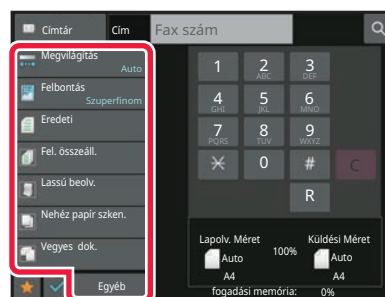 Címtár
Cím
Fax szám
Megvilágítás
Auto
Felbontás
Szuperfinom
Eredeti
Fel. összeáll.
Lassú beolv.
Nehéz papír szken.
Vegyes dok.
Egyéb
1
2 ABC
3 DEF
4 GHI
5 JKL
6 MNO
7 PQRS
8 TUV
9 WXYZ
0
#
C
R
Lapolv. Méret
Auto
A4
100%
Küldési Méret
Auto
A4
fogadási memória: 0%